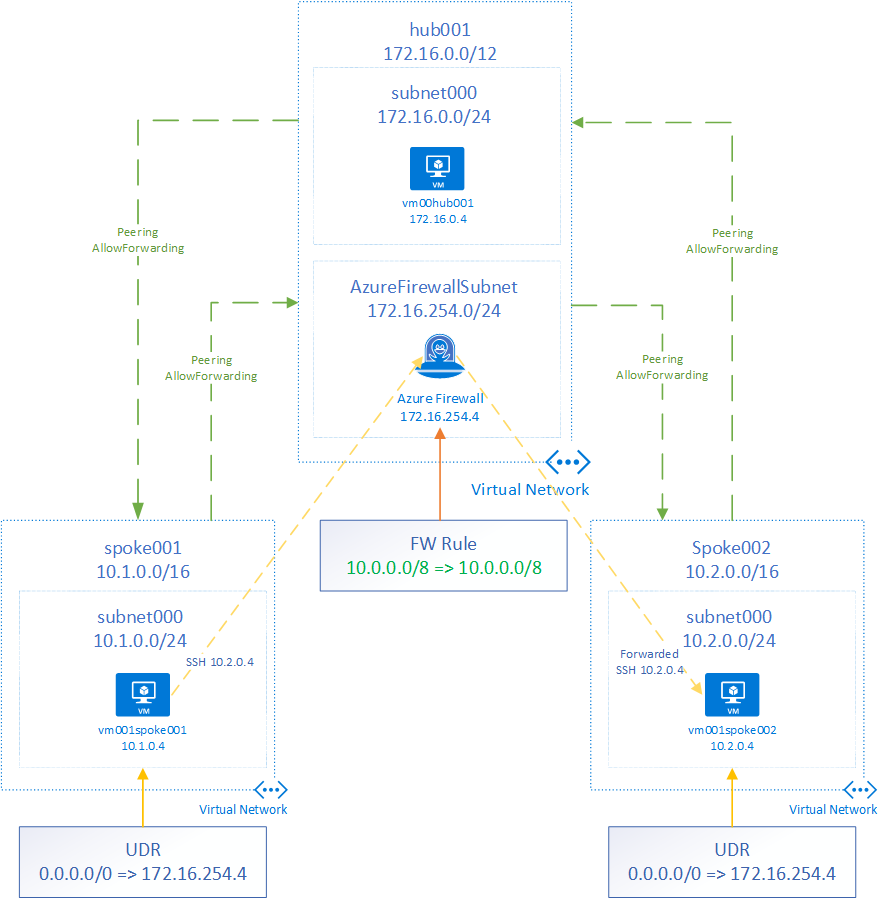 hub001
172.16.0.0/12
subnet000
172.16.0.0/24
VM
vm00hub001
172.16.0.4
Peering
AllowForwarding
Peering
AllowForwarding
AzureFirewallSubnet
172.16.254.0/24
Azure Firewall
172.16.254.4
Peering
AllowForwarding
Peering
AllowForwarding
Virtual Network
FW Rule
10.0.0.0/8 => 10.0.0.0/8
spoke001
10.1.0.0/16
subnet000
10.1.0.0/24
SSH 10.2.0.4
VM
vm001spoke001
10.1.0.4
Virtual Network
UDR
0.0.0.0/0 => 172.16.254.4
Spoke002
10.2.0.0/16
subnet000
10.2.0.0/24
Forwarded
SSH 10.2.0.4
VM
vm001spoke002
10.2.0.4
Virtual Network
UDR
0.0.0.0/0 => 172.16.254.4